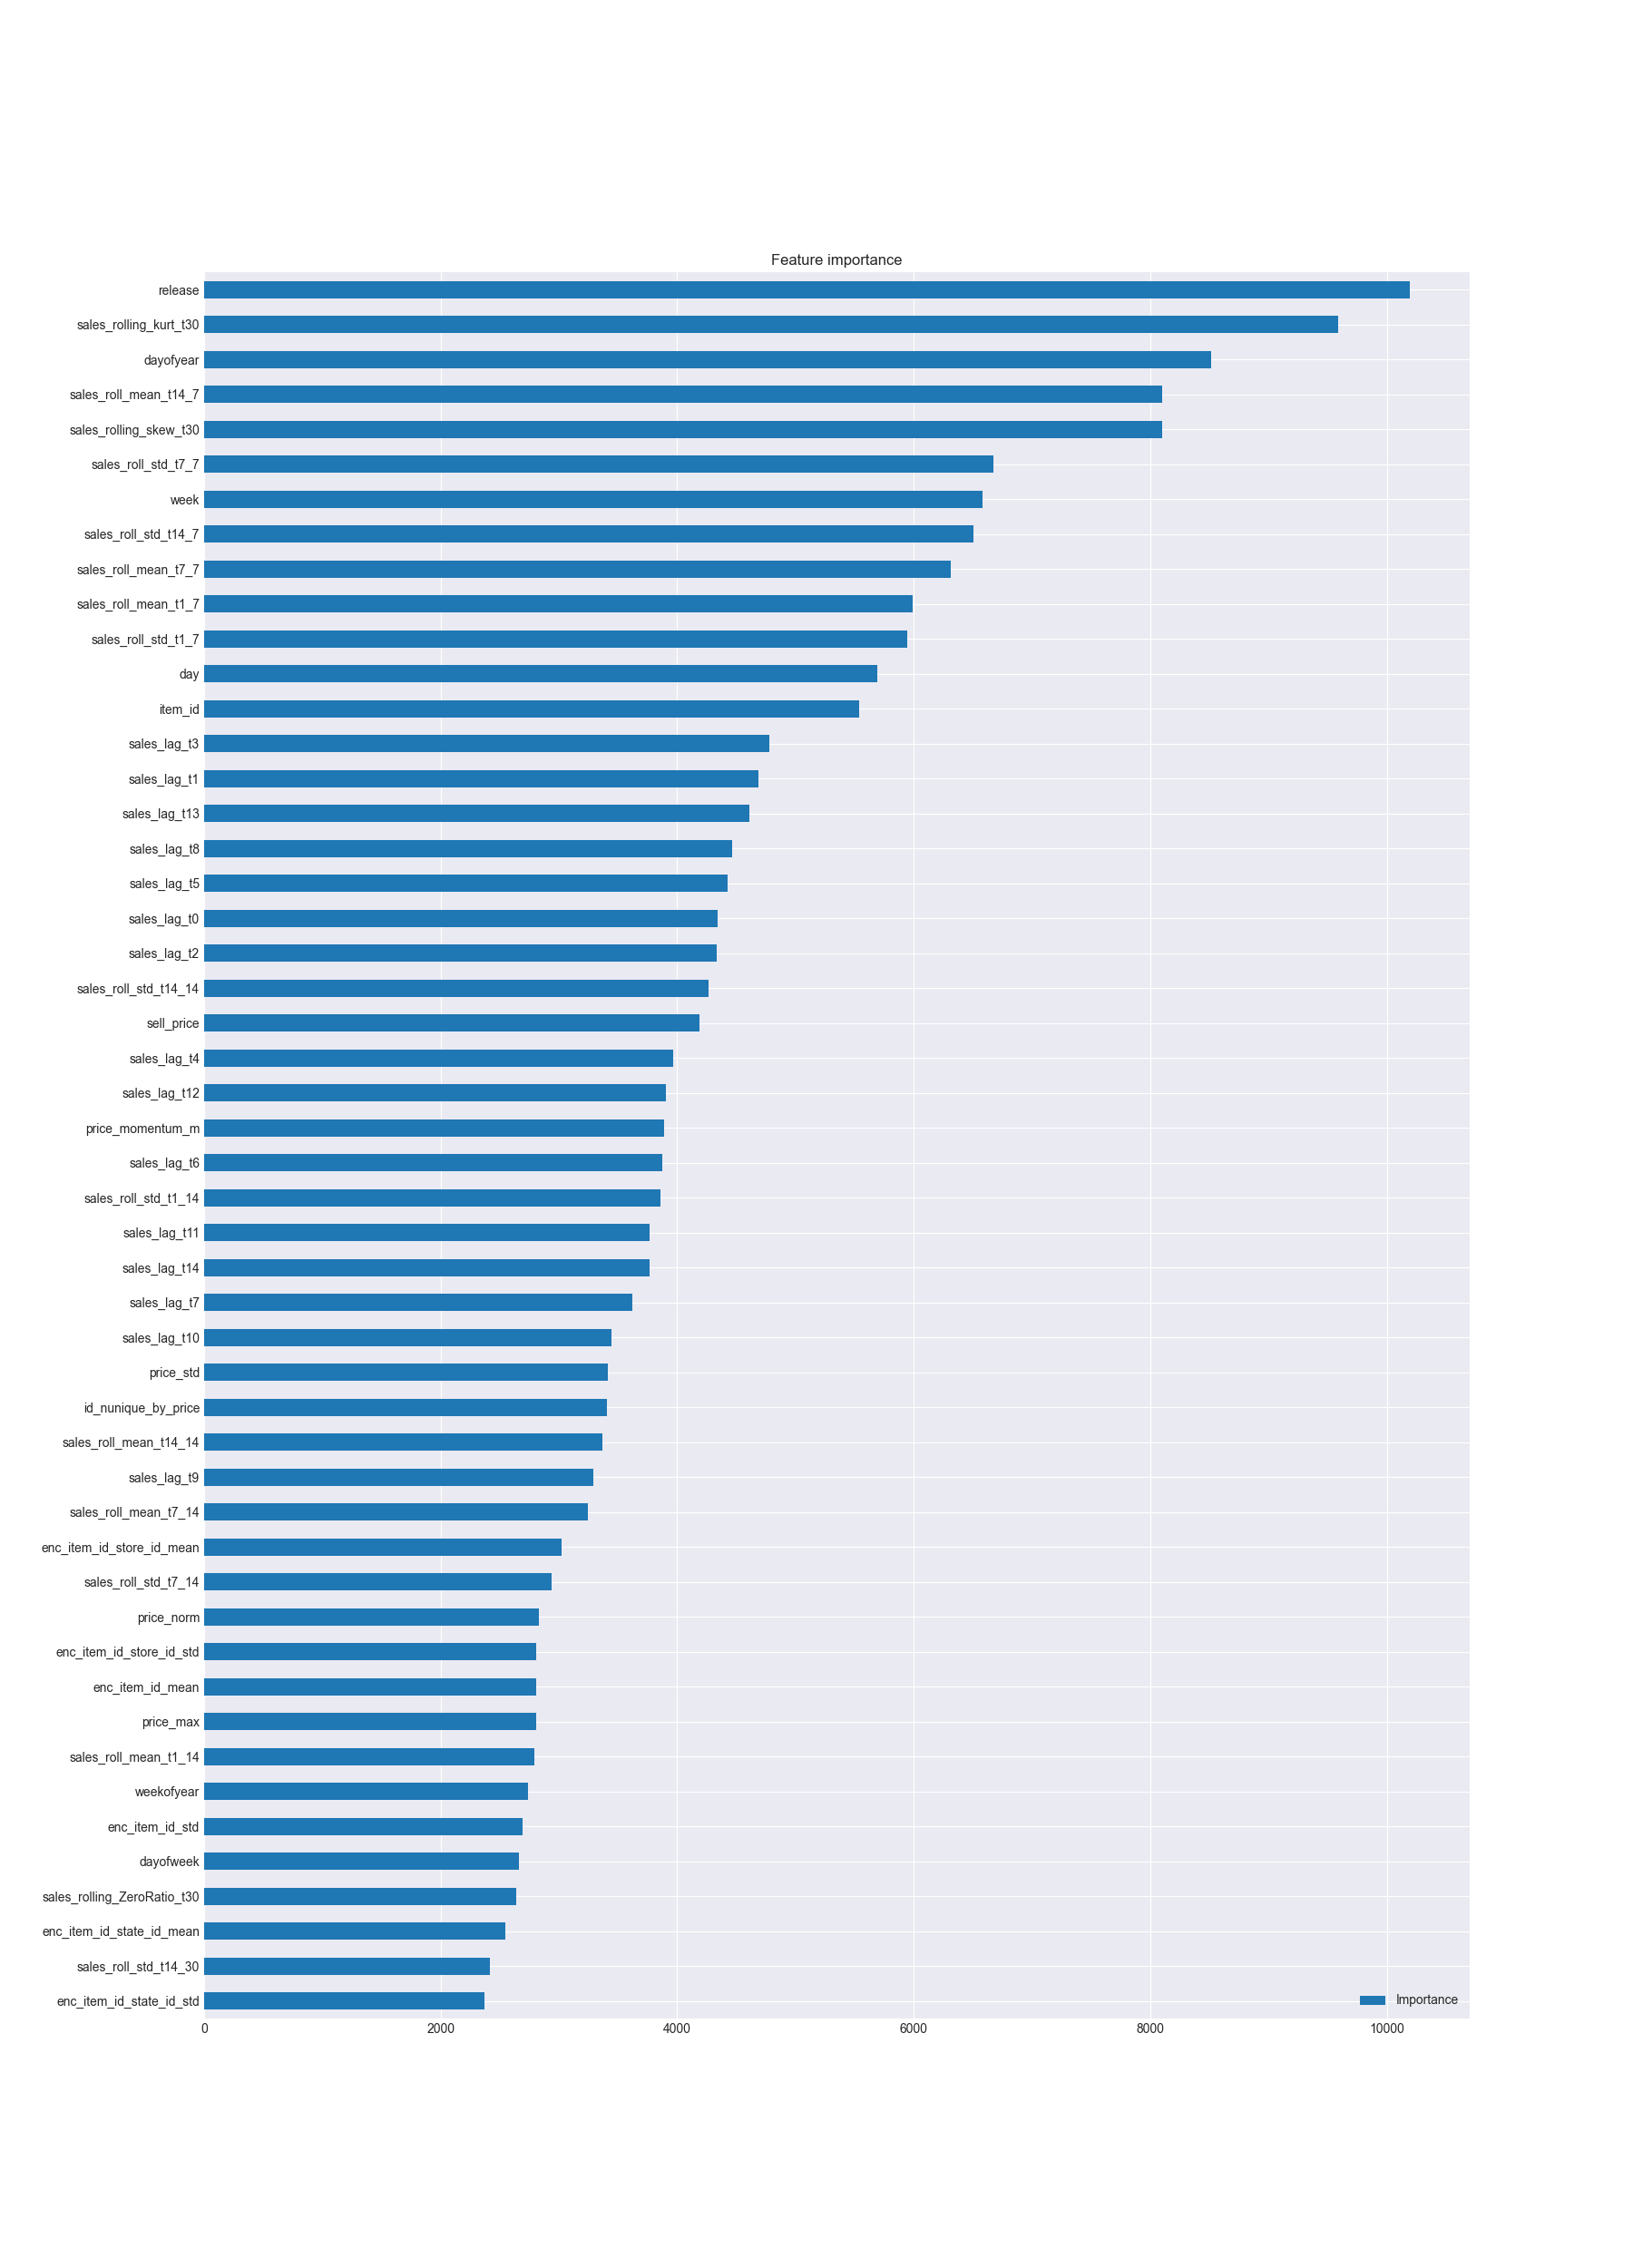 Feature importance
release
sales_rolling_kurt_t30
dayofyear
sales_roll_mean_t14_7
sales_rolling_skew_t30
sales_roll_std_t7_7
week
sales_roll_std_t14_7
sales_roll_mean_t7_7
sales_roll_mean_t1_7
sales_roll_std_t1_7
day
item_id
sales_lag_t3
sales_lag_t1
sales_lag_t13
sales_lag_t8
sales_lag_t5
sales_lag_t0
sales_lag_t2
sales_roll_std_t14_14
sell_price
sales_lag_t4
sales_lag_t12
price_momentum_m
sales_lag_t6
sales_roll_std_t1_14
sales_lag_t11
sales_lag_t14
sales_lag_t7
sales_lag_t10
price_std
id_nunique_by_price
sales_roll_mean_t14_14
sales_lag_t9
sales_roll_mean_t7_14
enc_item_id_store_id_mean
sales_roll_std_t7_14
price_norm
enc_item_id_store_id_std
enc_item_id_mean
price_max
sales_roll_mean_t1_14
weekofyear
enc_item_id_std
dayofweek
sales_rolling_ZeroRatio_t30
enc_item_id_state_id_mean
sales_roll_std_t14_30
enc_item_id_state_id_std
Importance
0 2000 4000 6000 8000 10000